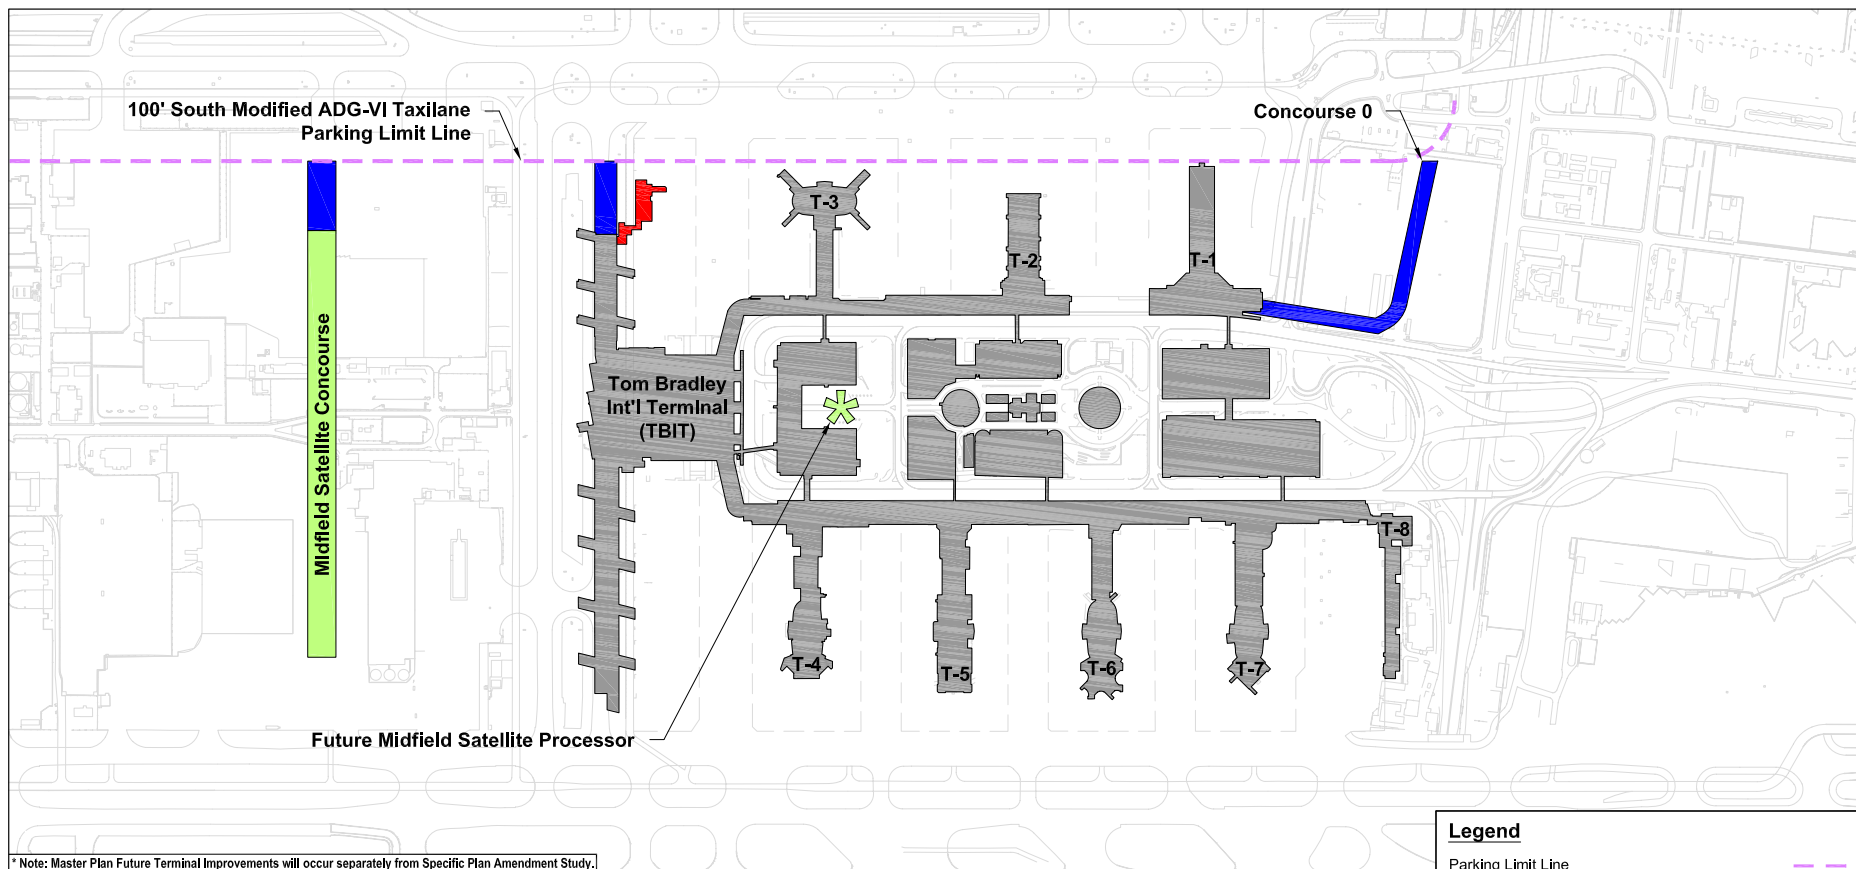 100' South Modified ADG-VI Taxilane
Parking Limit Line
Concourse 0
T-3
T-2
T-1
Midfield Satellite Concourse
Tom Bradley
Int'l Terminal
(TBIT)
T-8
T-4
T-5
T-6
T-7
Future Midfield Satellite Processor
Legend
Parking Limit Line
* Note: Master Plan Future Terminal Improvements will occur separately from Specific Plan Amendment Study.